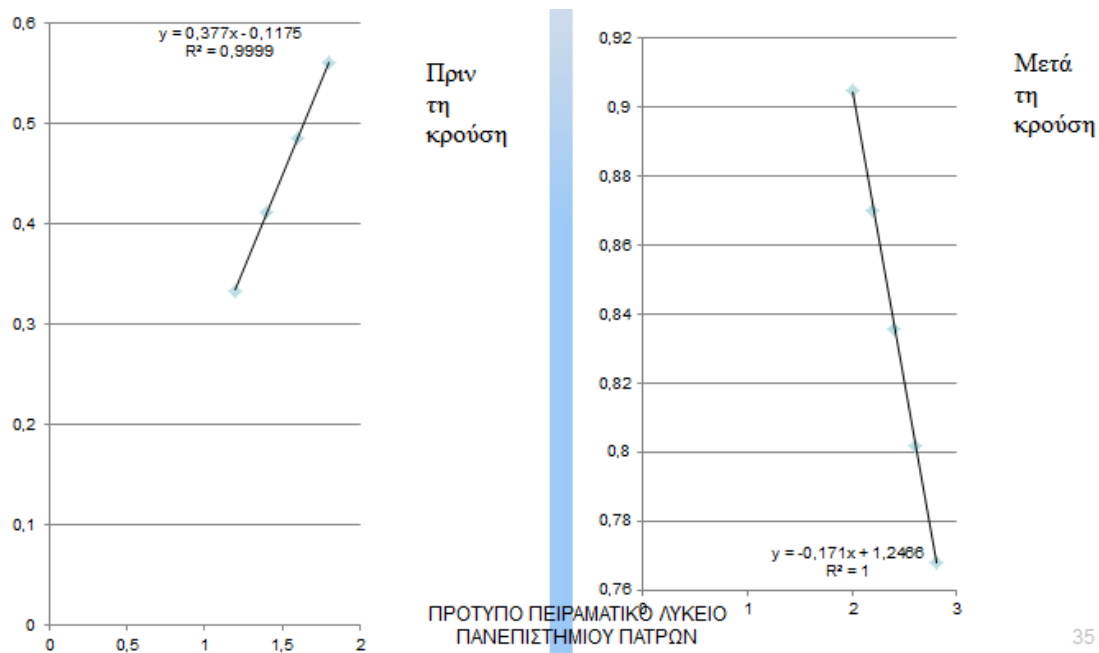 0,6
0,5
0,4
0,3
0,2
0,1
0
0
0,5
1
1,5
2
y = 0,377x - 0,1175
R² = 0,9999
Πριν
τη
κρούση
0,92
0,9
0,88
0,86
0,84
0,82
0,8
0,78
0,76
0
1
2
3
y = -0,171x + 1,2466
R² = 1
Μετά
τη
κρούση
ΠΡΟΤΥΠΟ ΠΕΙΡΑΜΑΤΙΚΟ ΛΥΚΕΙΟ
ΠΑΝΕΠΙΣΤΗΜΙΟΥ ΠΑΤΡΩΝ
35